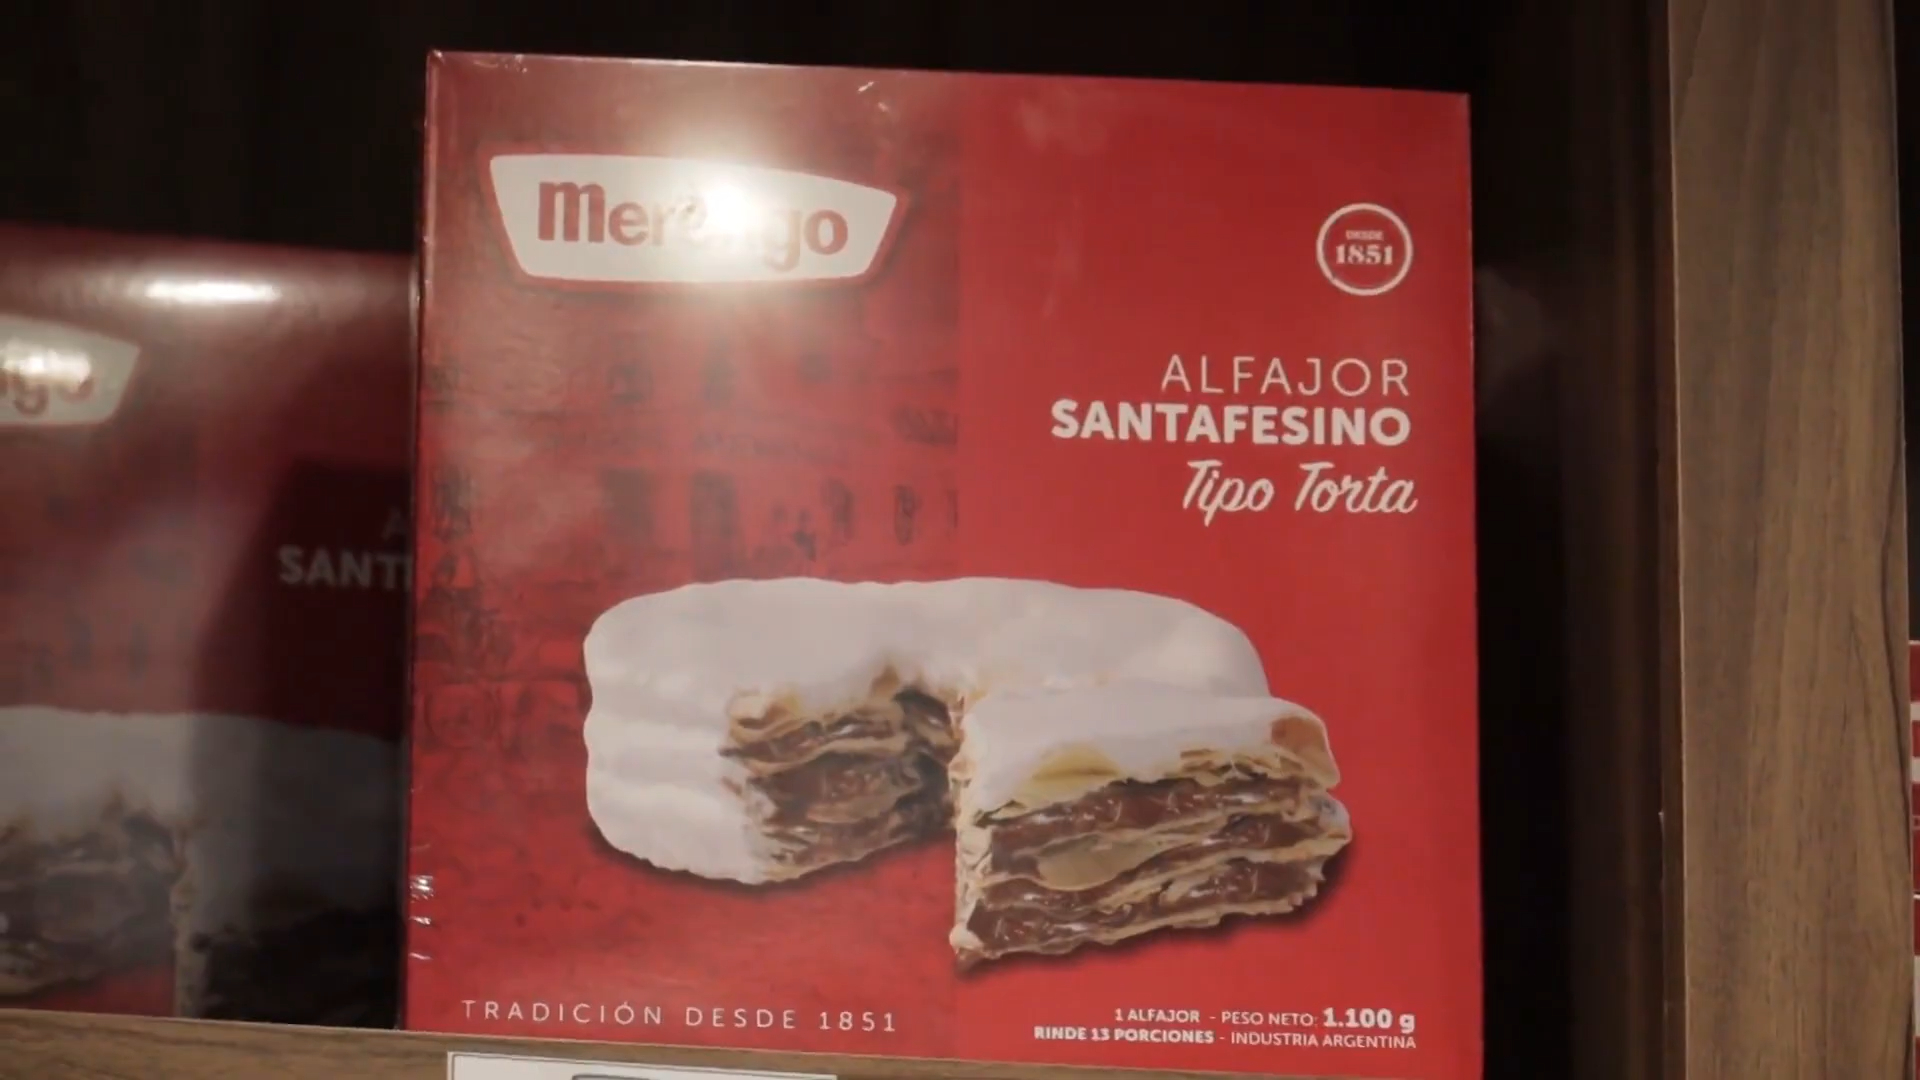 Merengo
DESDE
1851
ALFAJOR
SANTAFESINO
Tipo Torta
TRADICIÓN DESDE 1851
1 ALFAJOR - PESO NETO: 1.100 g
RINDE 13 PORCIONES - INDUSTRIA ARGENTINA
go
SANT